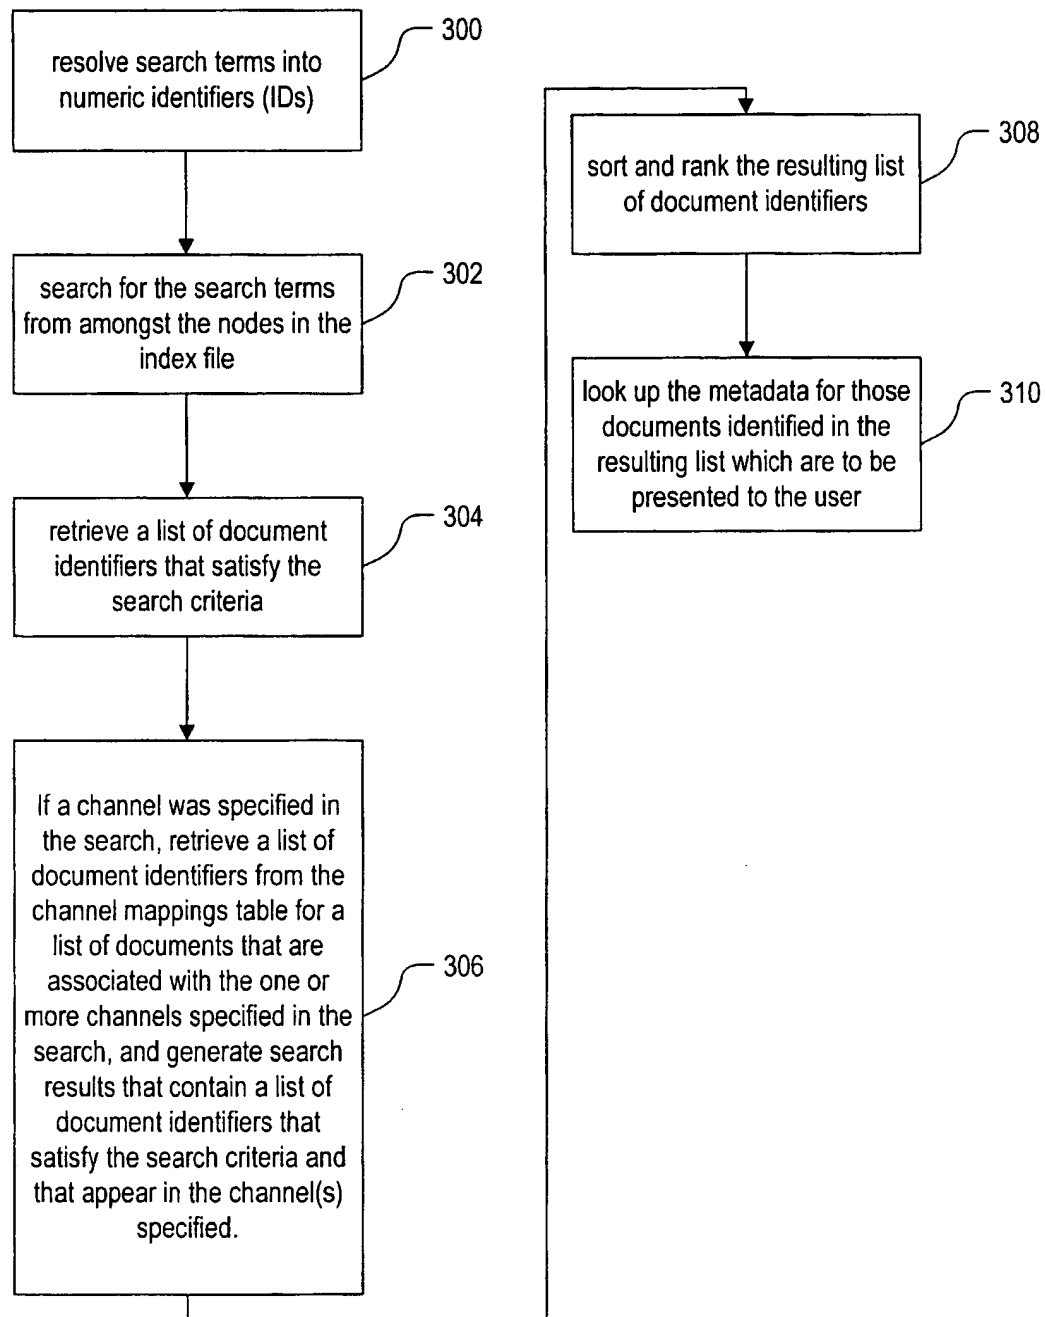 300
resolve search terms into
numeric identifiers (IDs)
302
search for the search terms
from amongst the nodes in the
index file
304
retrieve a list of document
identifiers that satisfy the
search criteria
306
If a channel was specified in
the search, retrieve a list of
document identifiers from the
channel mappings table for a
list of documents that are
associated with the one or
more channels specified in the
search, and generate search
results that contain a list of
document identifiers that
satisfy the search criteria and
that appear in the channel(s)
specified.
308
sort and rank the resulting list
of document identifiers
310
look up the metadata for those
documents identified in the
resulting list which are to be
presented to the user